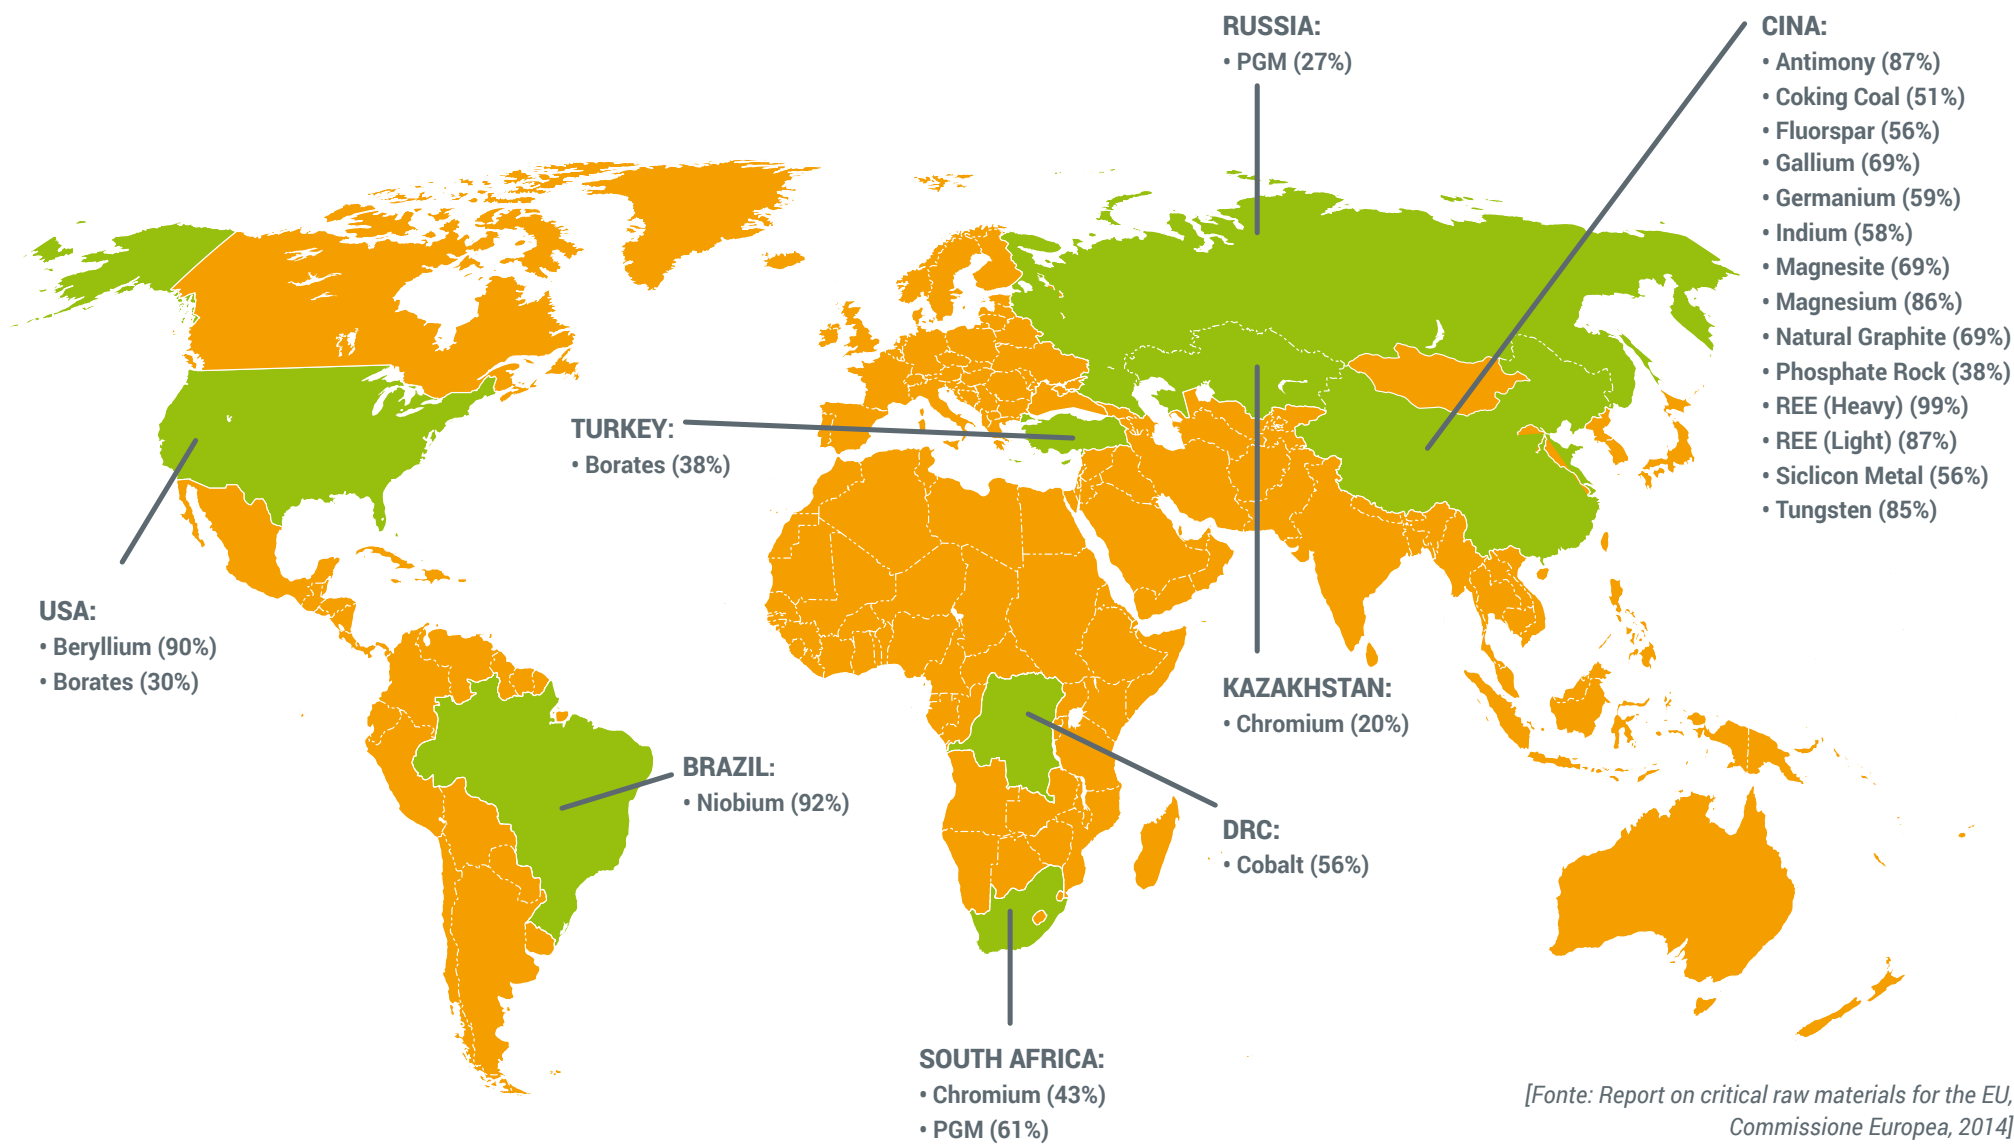 RUSSIA:
• PGM (27%)
CINA:
• Antimony (87%)
• Coking Coal (51%)
• Fluorspar (56%)
• Gallium (69%)
• Germanium (59%)
• Indium (58%)
• Magnesite (69%)
• Magnesium (86%)
• Natural Graphite (69%)
• Phosphate Rock (38%)
• REE (Heavy) (99%)
• REE (Light) (87%)
• Siclicon Metal (56%)
• Tungsten (85%)
TURKEY:
• Borates (38%)
USA:
• Beryllium (90%)
• Borates (30%)
KAZAKHSTAN:
• Chromium (20%)
BRAZIL:
• Niobium (92%)
DRC:
• Cobalt (56%)
SOUTH AFRICA:
• Chromium (43%)
• PGM (61%)
[Fonte: Report on critical raw materials for the EU,
Commissione Europea, 2014]